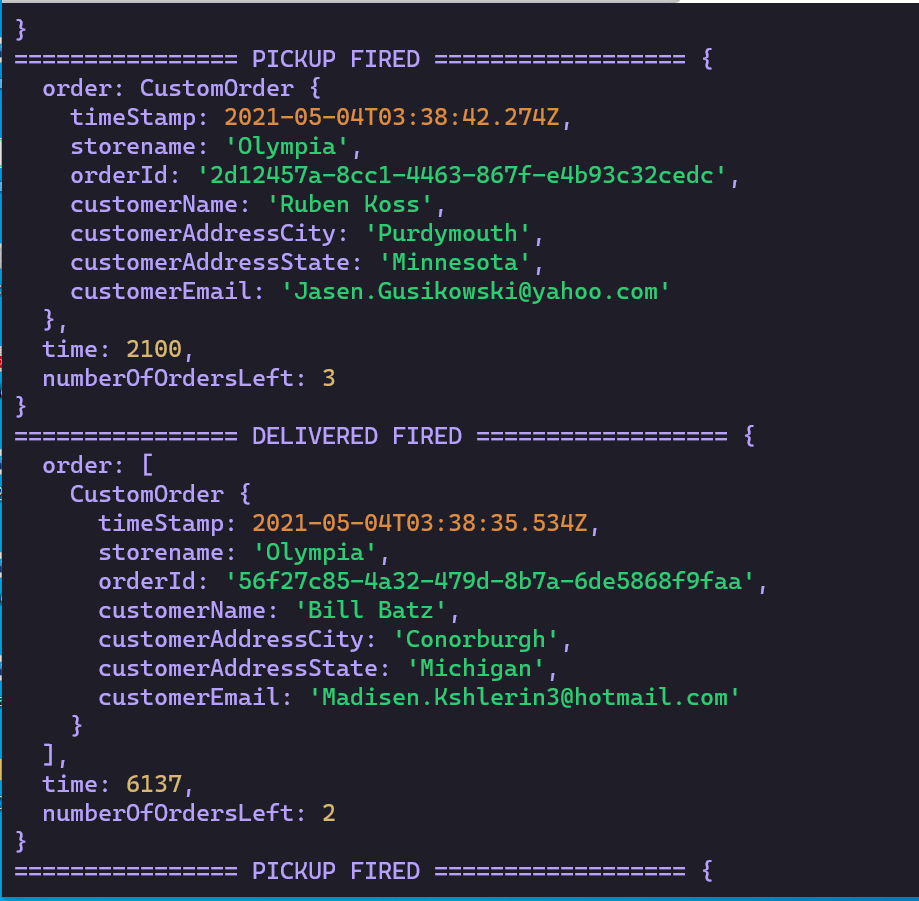 }
================ PICKUP FIRED ================== {
  order: CustomOrder {
    timeStamp: 2021-05-04T03:38:42.274Z,
    storename: 'Olympia',
    orderId: '2d12457a-8cc1-4463-867f-e4b93c32cedc',
    customerName: 'Ruben Koss',
    customerAddressCity: 'Purdymouth',
    customerAddressState: 'Minnesota',
    customerEmail: 'Jasen.Gusikowski@yahoo.com'
  },
  time: 2100,
  numberOfOrdersLeft: 3
}
================ DELIVERED FIRED ================== {
  order: [
    CustomOrder {
      timeStamp: 2021-05-04T03:38:35.534Z,
      storename: 'Olympia',
      orderId: '56f27c85-4a32-479d-8b7a-6de5868f9faa',
      customerName: 'Bill Batz',
      customerAddressCity: 'Conorburgh',
      customerAddressState: 'Michigan',
      customerEmail: 'Madisen.Kshlerin3@hotmail.com'
    }
  ],
  time: 6137,
  numberOfOrdersLeft: 2
}
================ PICKUP FIRED ================== {